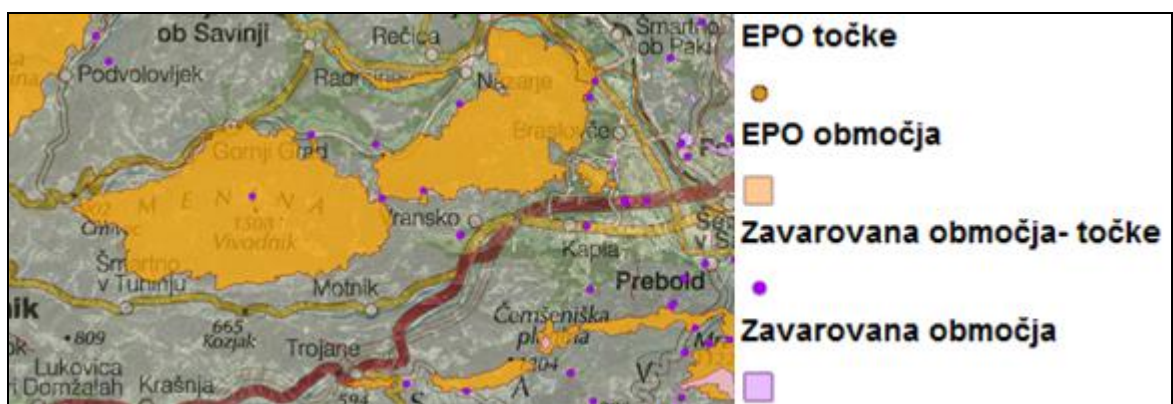 ob Savinji
Rečica
Šmartno
ob Paki
Podvolovljek
Nazarje
Braslovče
Gornji Grad
MENINA
Vransko
1508
Vivodnik
Kapla
Šmartno
v Tuhinju
Motnik
Prebold
Čemšeniška
planina
665
Kozjak
Trojane
1204
809
Lukovica
Domžalah
Krašnja
594
EPO točke
EPO območja
Zavarovana območja- točke
Zavarovana območja